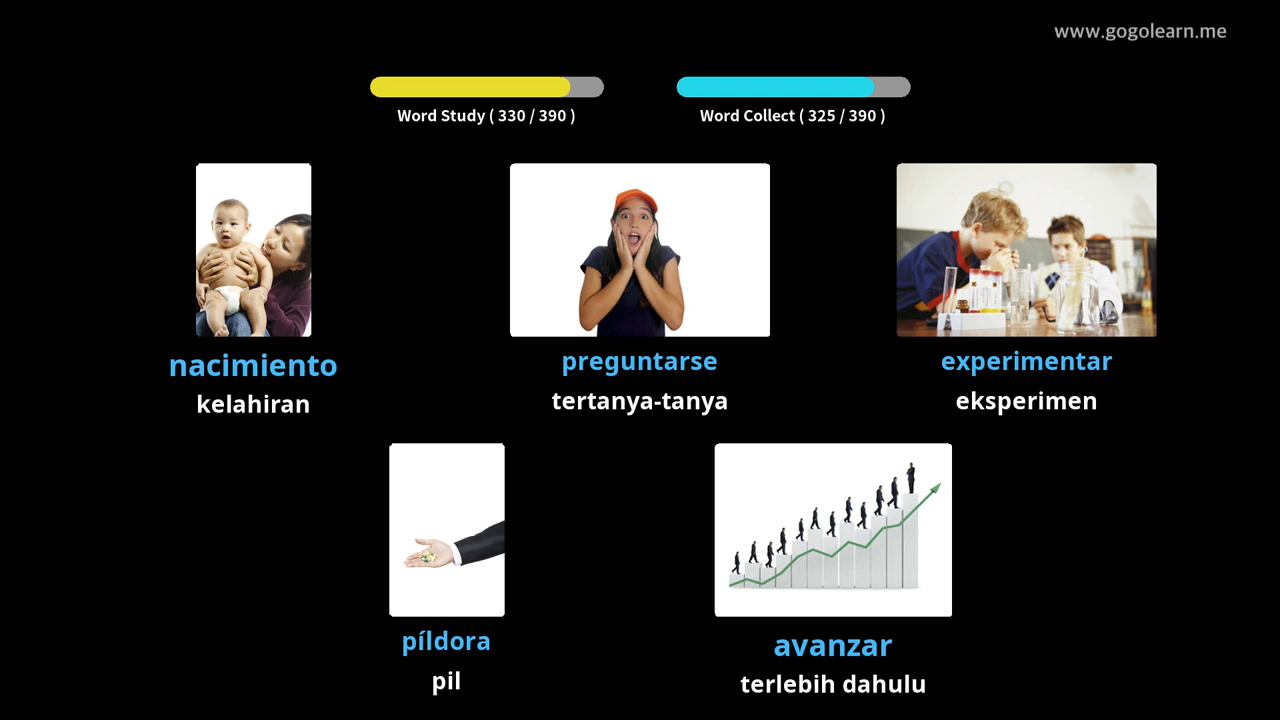 www.gogolearn.me
Word Study ( 330 / 390 )
Word Collect ( 325 / 390 )
nacimiento
kelahiran
preguntarse
tertanya-tanya
experimentar
eksperimen
píldora
pil
avanzar
terlebih dahulu